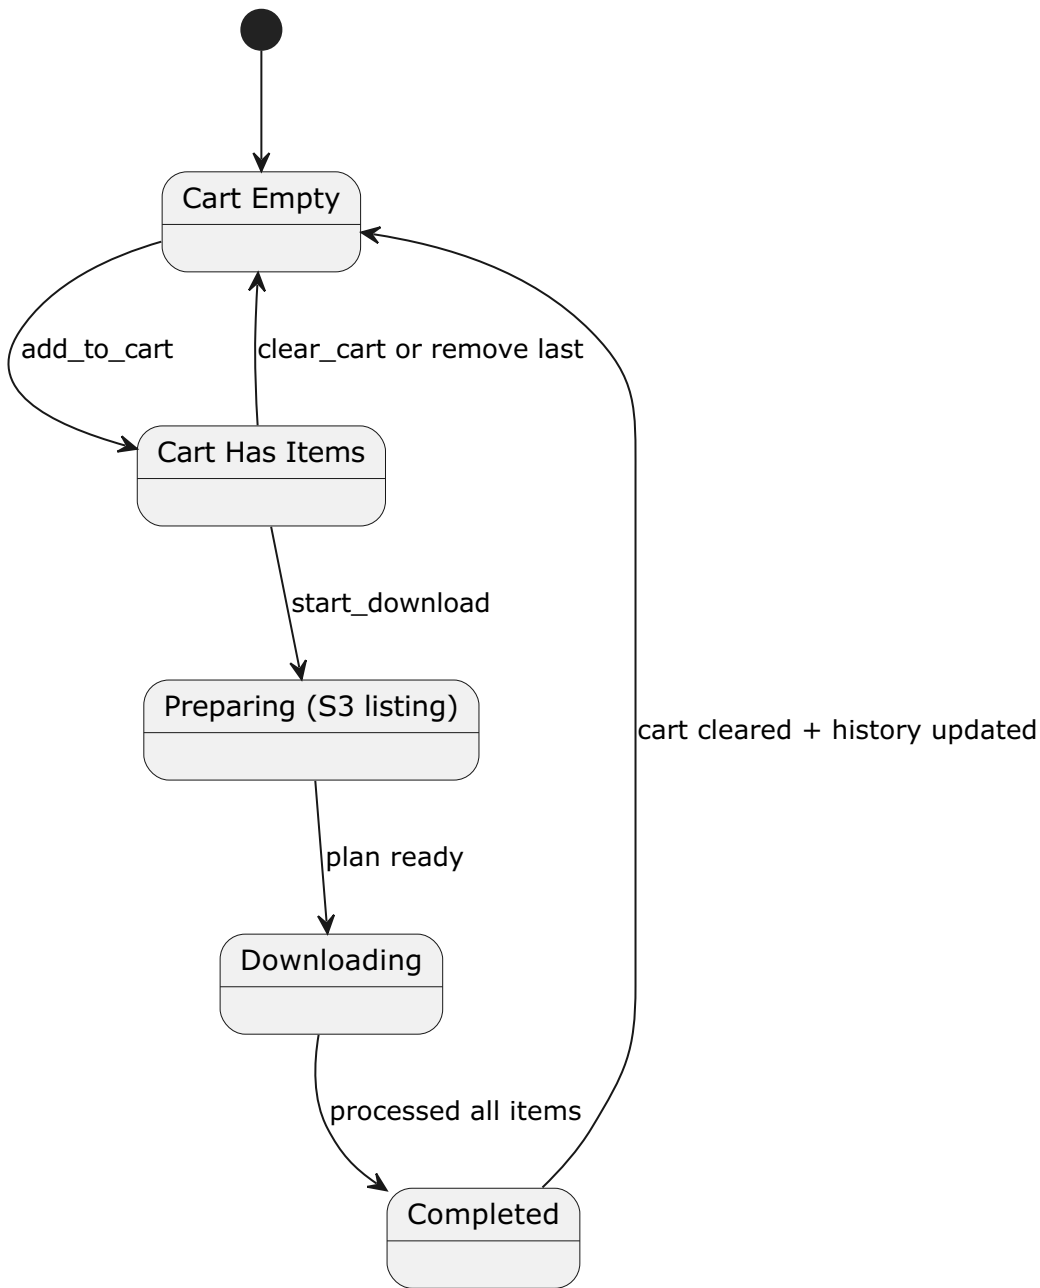 Cart Empty
add_to_cart
clear_cart or remove last
Cart Has Items
start_download
Preparing (S3 listing)
cart cleared + history updated
plan ready
Downloading
processed all items
Completed